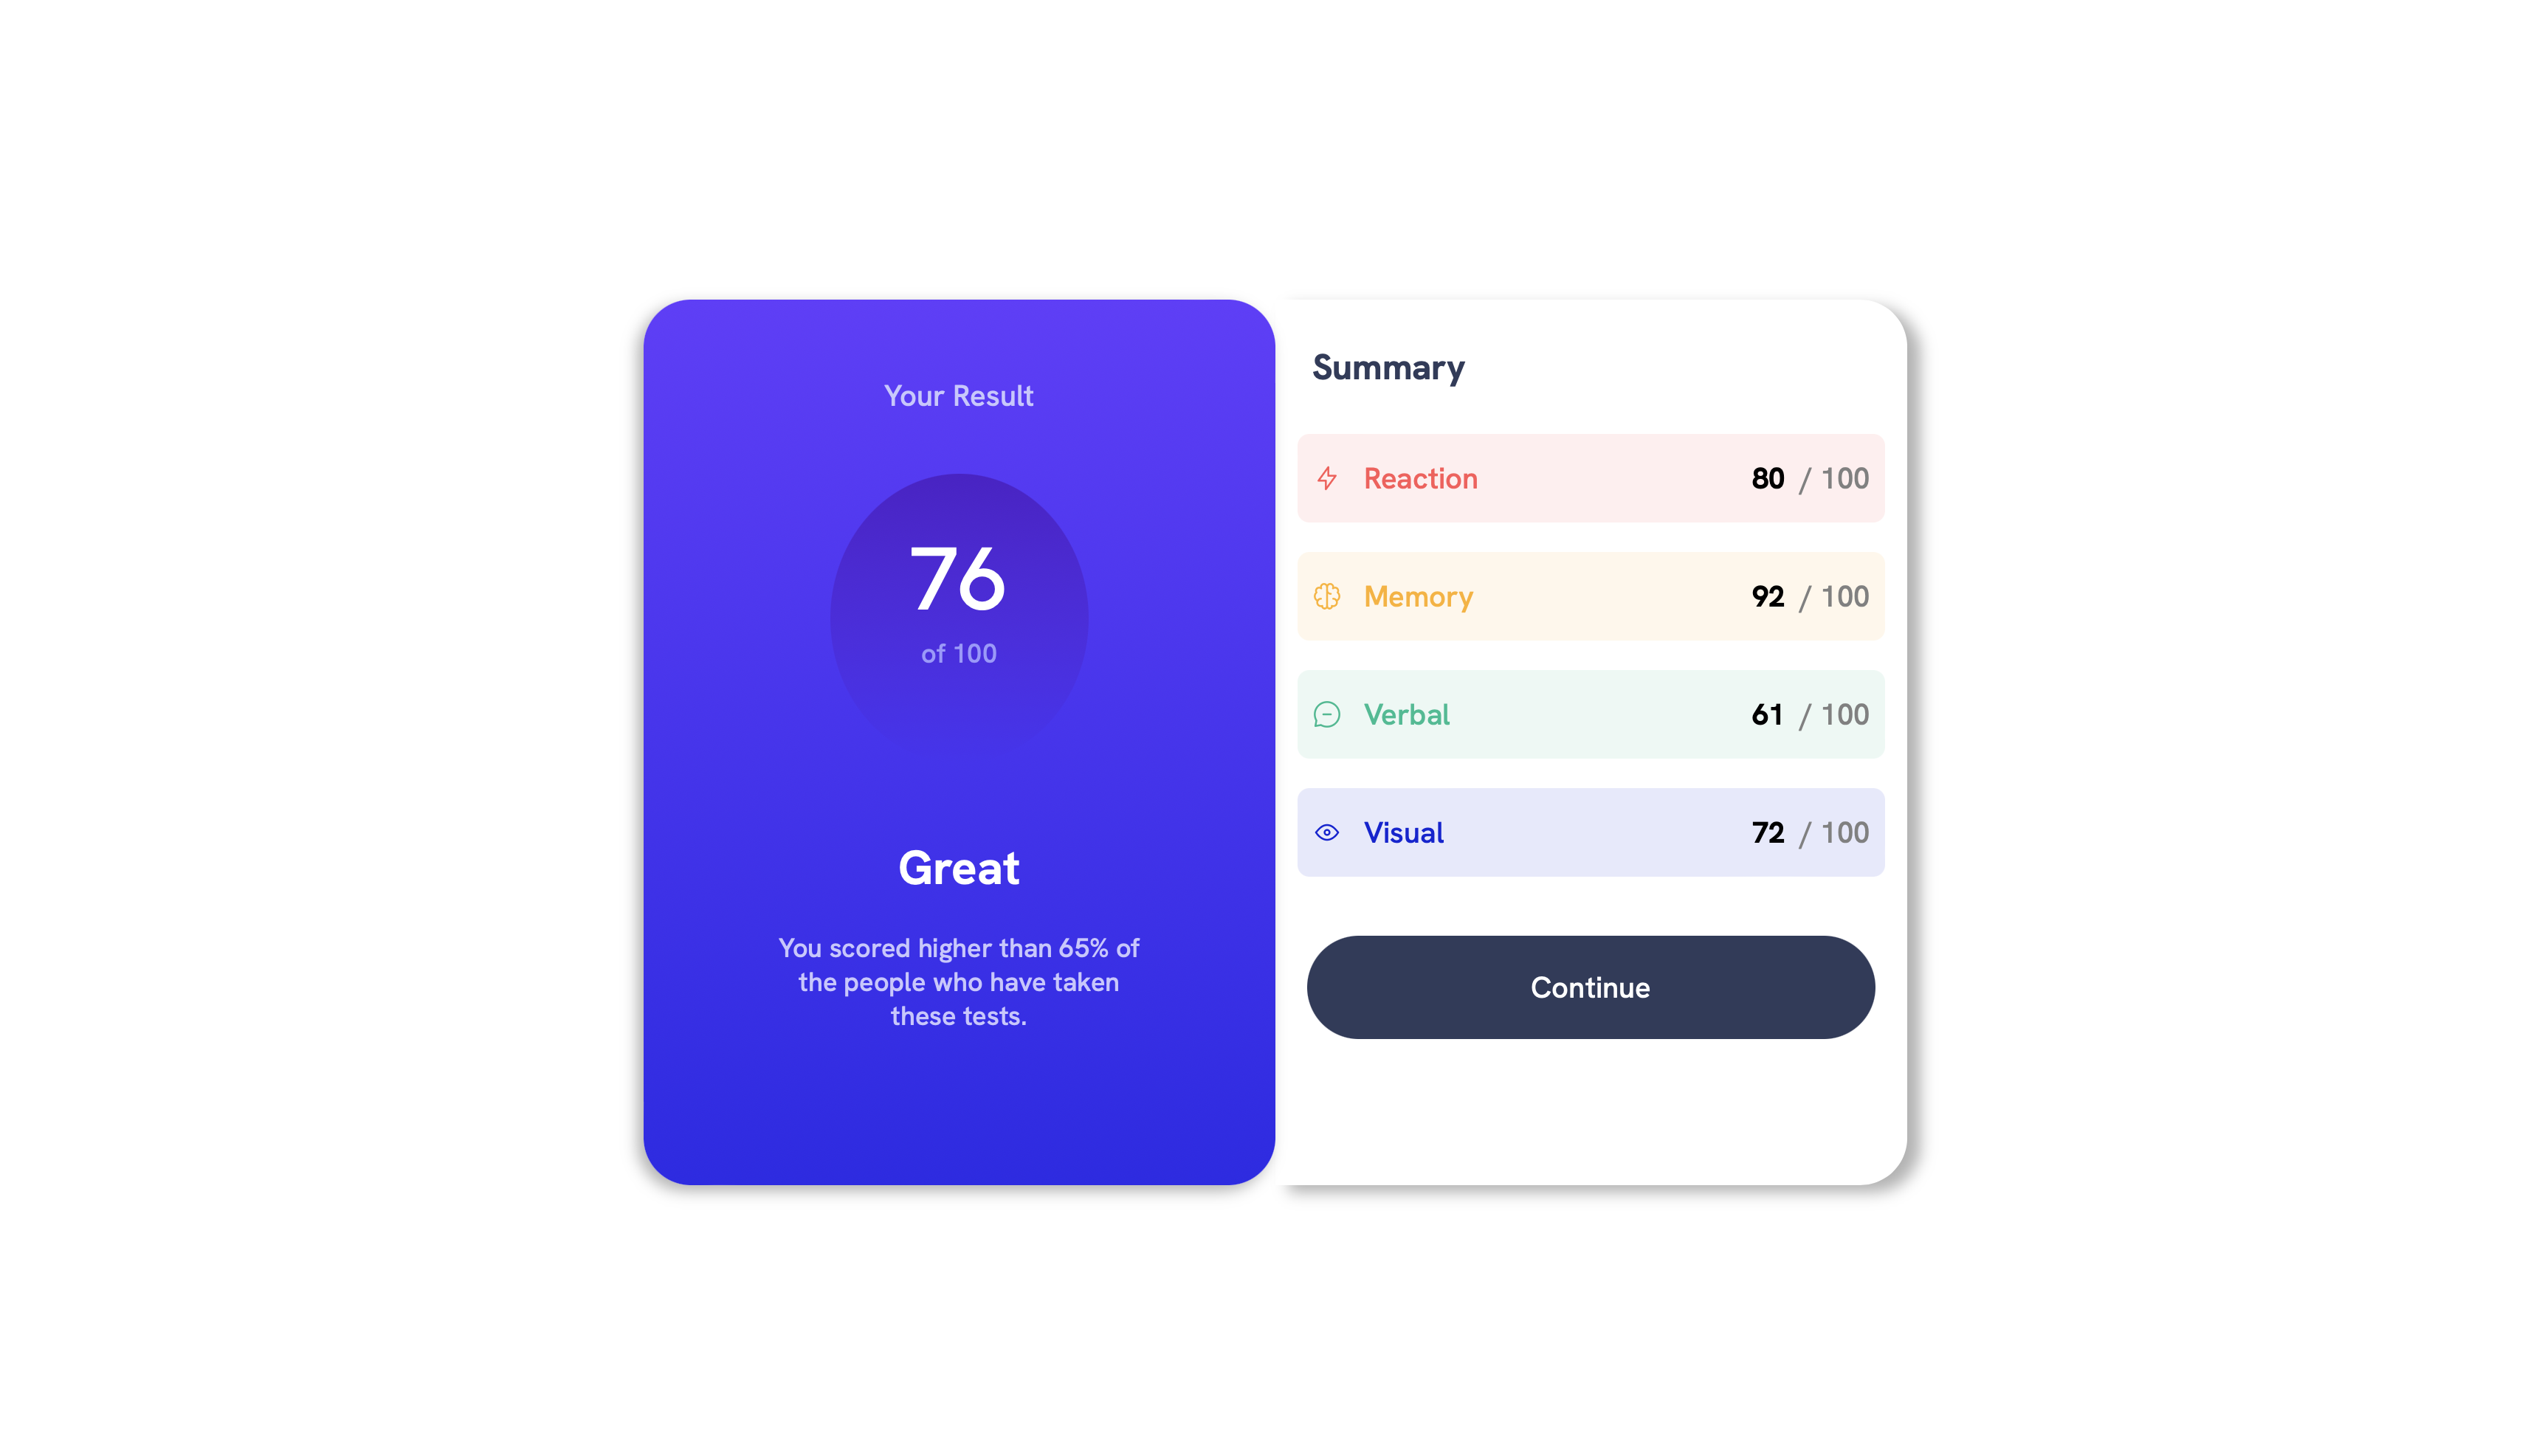 Your Result
76
of 100
Great
You scored higher than 65% of
the people who have taken
these tests.
Summary
Reaction 80 / 100
Memory 92 / 100
Verbal 61 / 100
Visual 72 / 100
Continue